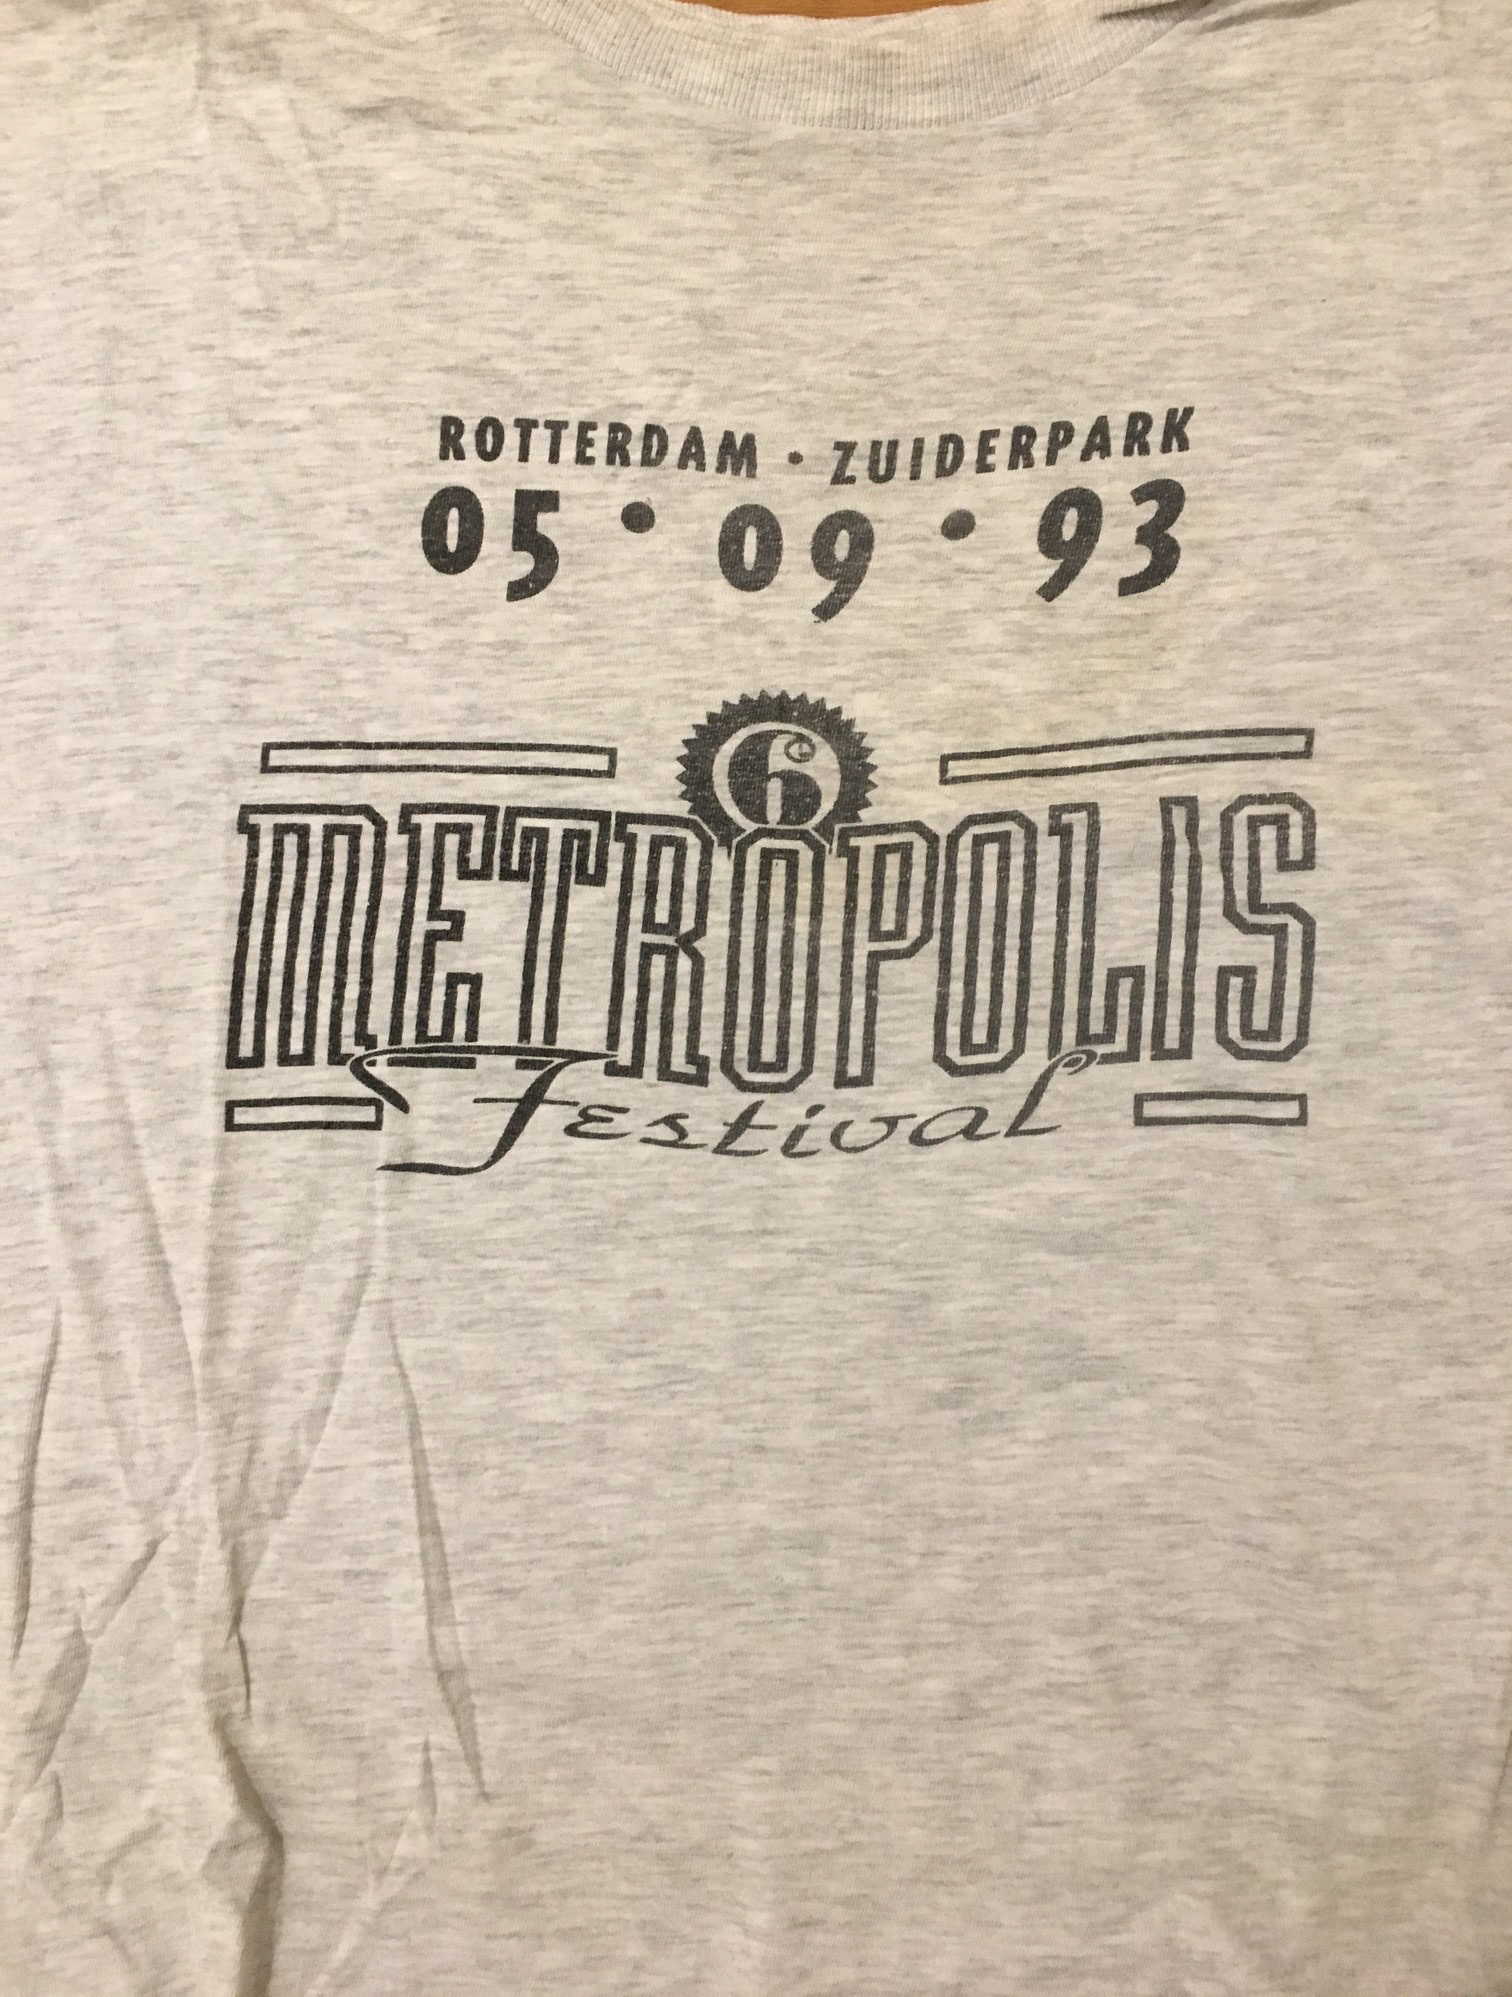 ROTTERDAM • ZUIDERPARK
05 • 09 • 93
6e
METROPOLIS
Festival